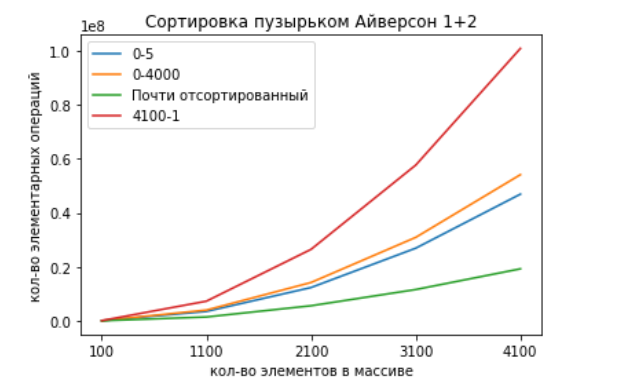 Сортировка пузырьком Айверсон 1+2
1e8
1.0
0.8
0.6
0.4
0.2
0.0
кол-во элементарных операций
0-5
0-4000
Почти отсортированный
4100-1
100 1100 2100 3100 4100
кол-во элементов в массиве